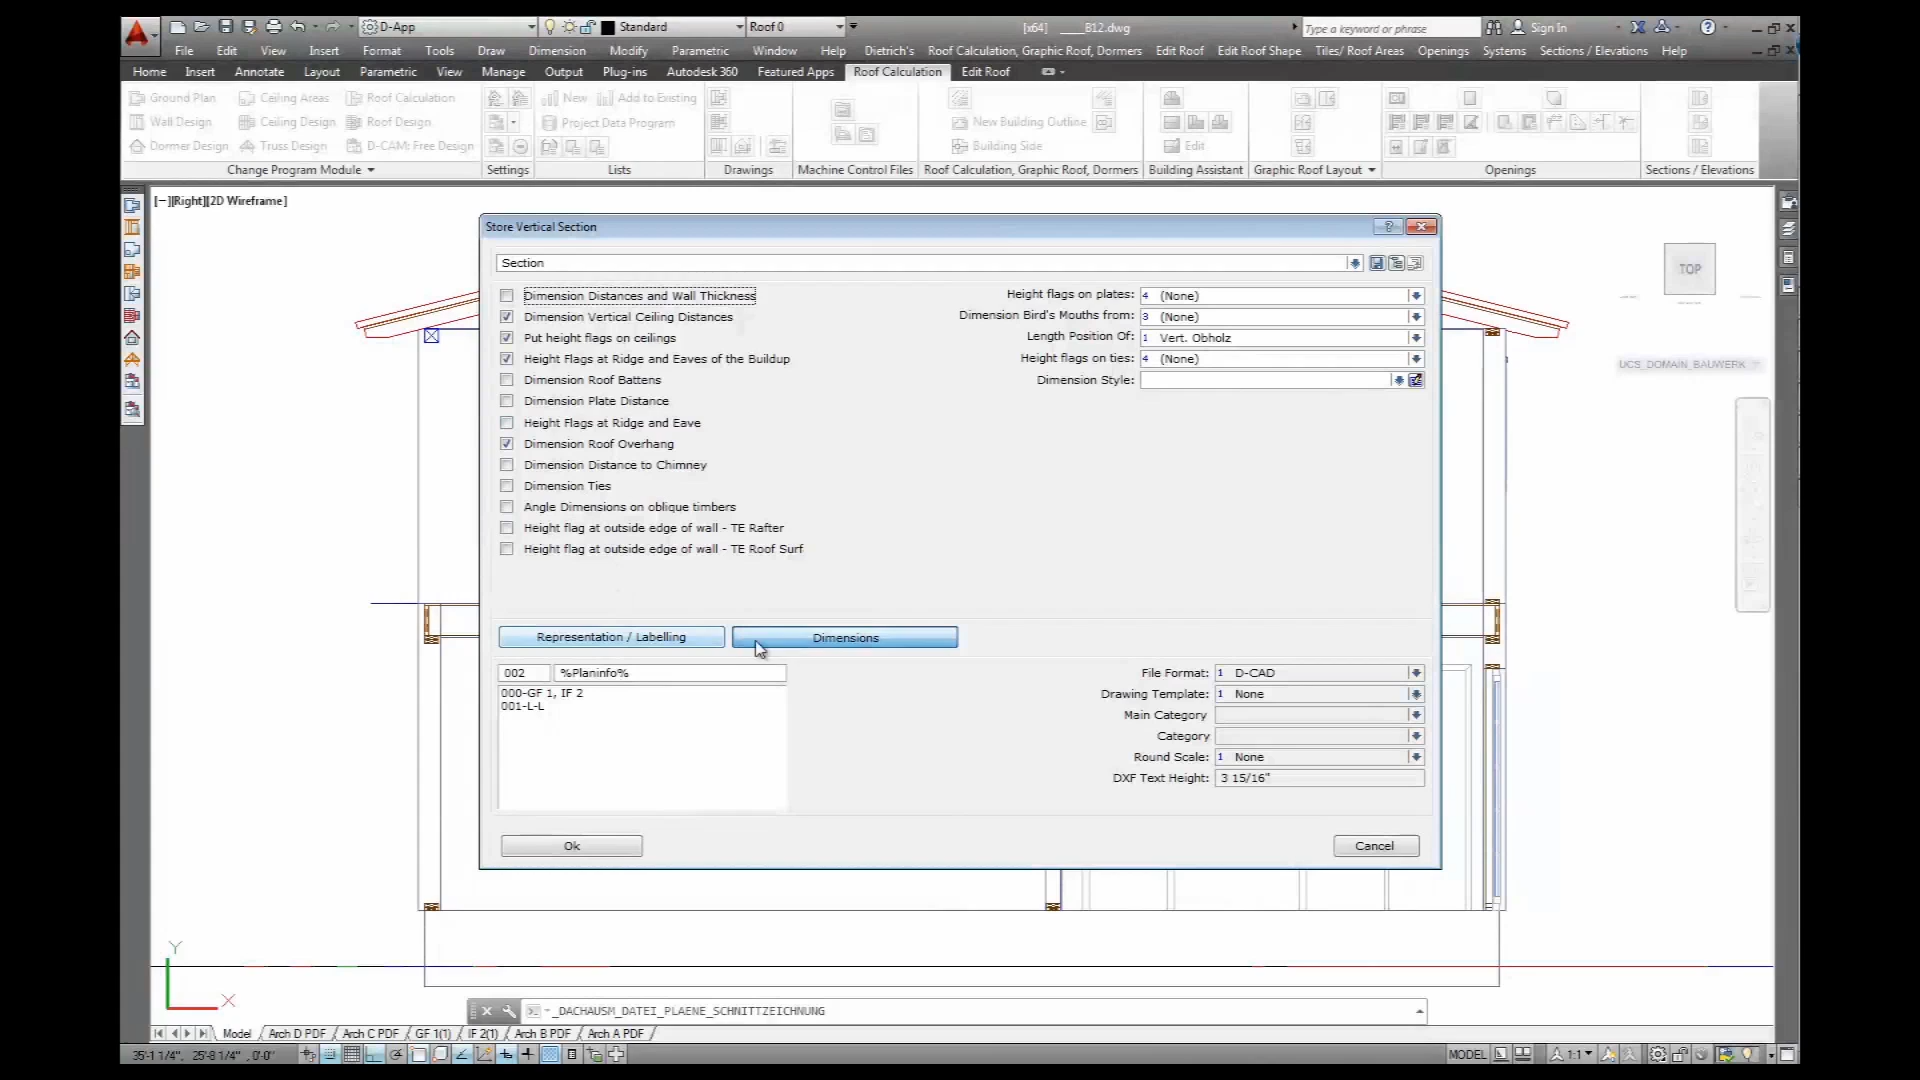 D-App
Standard
Roof 0
[x64] ____B12.dwg
Type a keyword or phrase
Sign In
File Edit View Insert Format Tools Draw Dimension Modify Parametric Window Help Dietrich's Roof Calculation, Graphic Roof, Dormers Edit Roof Edit Roof Shape Tiles/ Roof Areas Openings Systems Sections / Elevations Help
Home Insert Annotate Layout Parametric View Manage Output Plug-ins Autodesk 360 Featured Apps Roof Calculation Edit Roof
Ground Plan Ceiling Areas Roof Calculation New Add to Existing
Wall Design Ceiling Design Roof Design Project Data Program New Building Outline
Dormer Design Truss Design D-CAM: Free Design Building Side Edit
Change Program Module Settings Lists Drawings Machine Control Files Roof Calculation, Graphic Roof, Dormers Building Assistant Graphic Roof Layout Openings Sections / Elevations
[−][Right][2D Wireframe]
TOP
UCS_DOMAIN_BAUWERK
Store Vertical Section
Section
Dimension Distances and Wall Thickness
Dimension Vertical Ceiling Distances
Put height flags on ceilings
Height Flags at Ridge and Eaves of the Buildup
Dimension Roof Battens
Dimension Plate Distance
Height Flags at Ridge and Eave
Dimension Roof Overhang
Dimension Distance to Chimney
Dimension Ties
Angle Dimensions on oblique timbers
Height flag at outside edge of wall - TE Rafter
Height flag at outside edge of wall - TE Roof Surf
Height flags on plates: 4 (None)
Dimension Bird's Mouths from: 3 (None)
Length Position Of: 1 Vert. Obholz
Height flags on ties: 4 (None)
Dimension Style:
Representation / Labelling
Dimensions
002 %Planinfo%
000-GF 1, IF 2
001-L-L
File Format: 1 D-CAD
Drawing Template: 1 None
Main Category
Category
Round Scale: 1 None
DXF Text Height: 3 15/16"
Ok
Cancel
Y
X
_DACHAUSM_DATEI_PLAENE_SCHNITTZEICHNUNG
Model Arch D PDF Arch C PDF GF 1(1) IF 2(1) Arch B PDF Arch A PDF
35'-1 1/4", 25'-8 1/4" , 0'-0"
MODEL
1:1